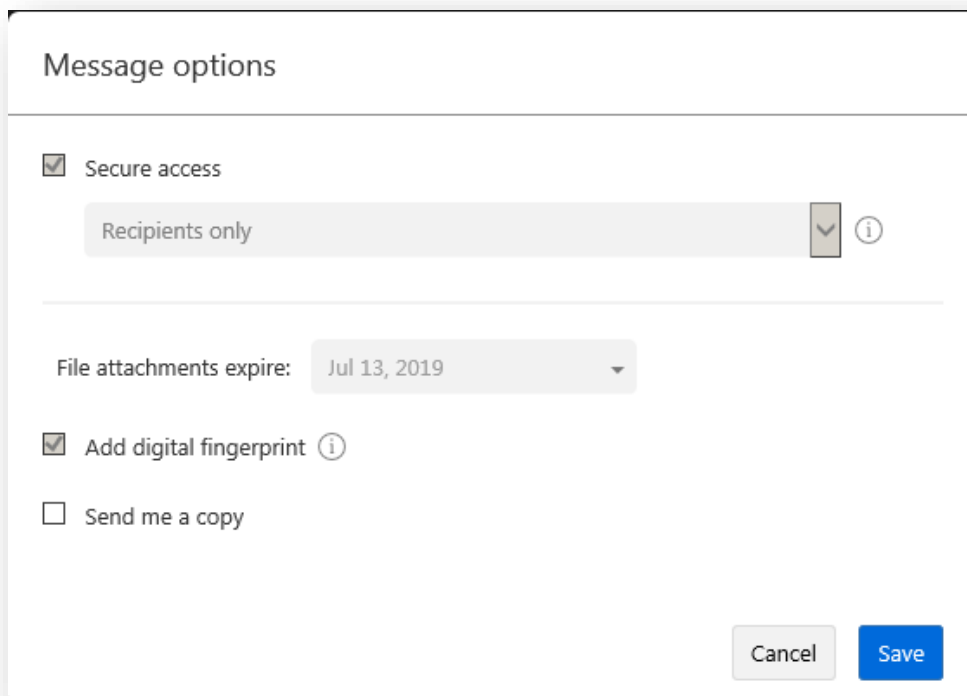 Message options
Secure access
Recipients only
File attachments expire: Jul 13, 2019
Add digital fingerprint
Send me a copy
Cancel Save